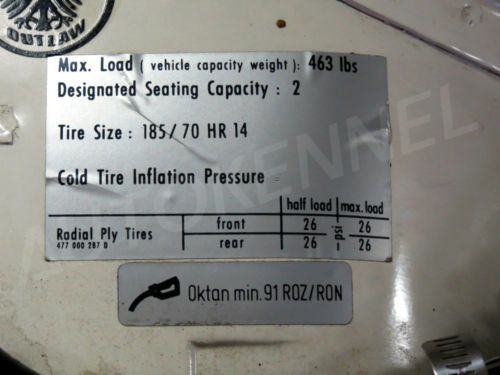 OUTLAW
Max. Load ( vehicle capacity weight ): 463 lbs
Designated Seating Capacity : 2
Tire Size : 185/70 HR 14
Cold Tire Inflation Pressure
half load max. load
Radial Ply Tires front 26 psi 26
477 000 287 D rear 26 26
Oktan min. 91 ROZ/RON
AUTOKENNEL